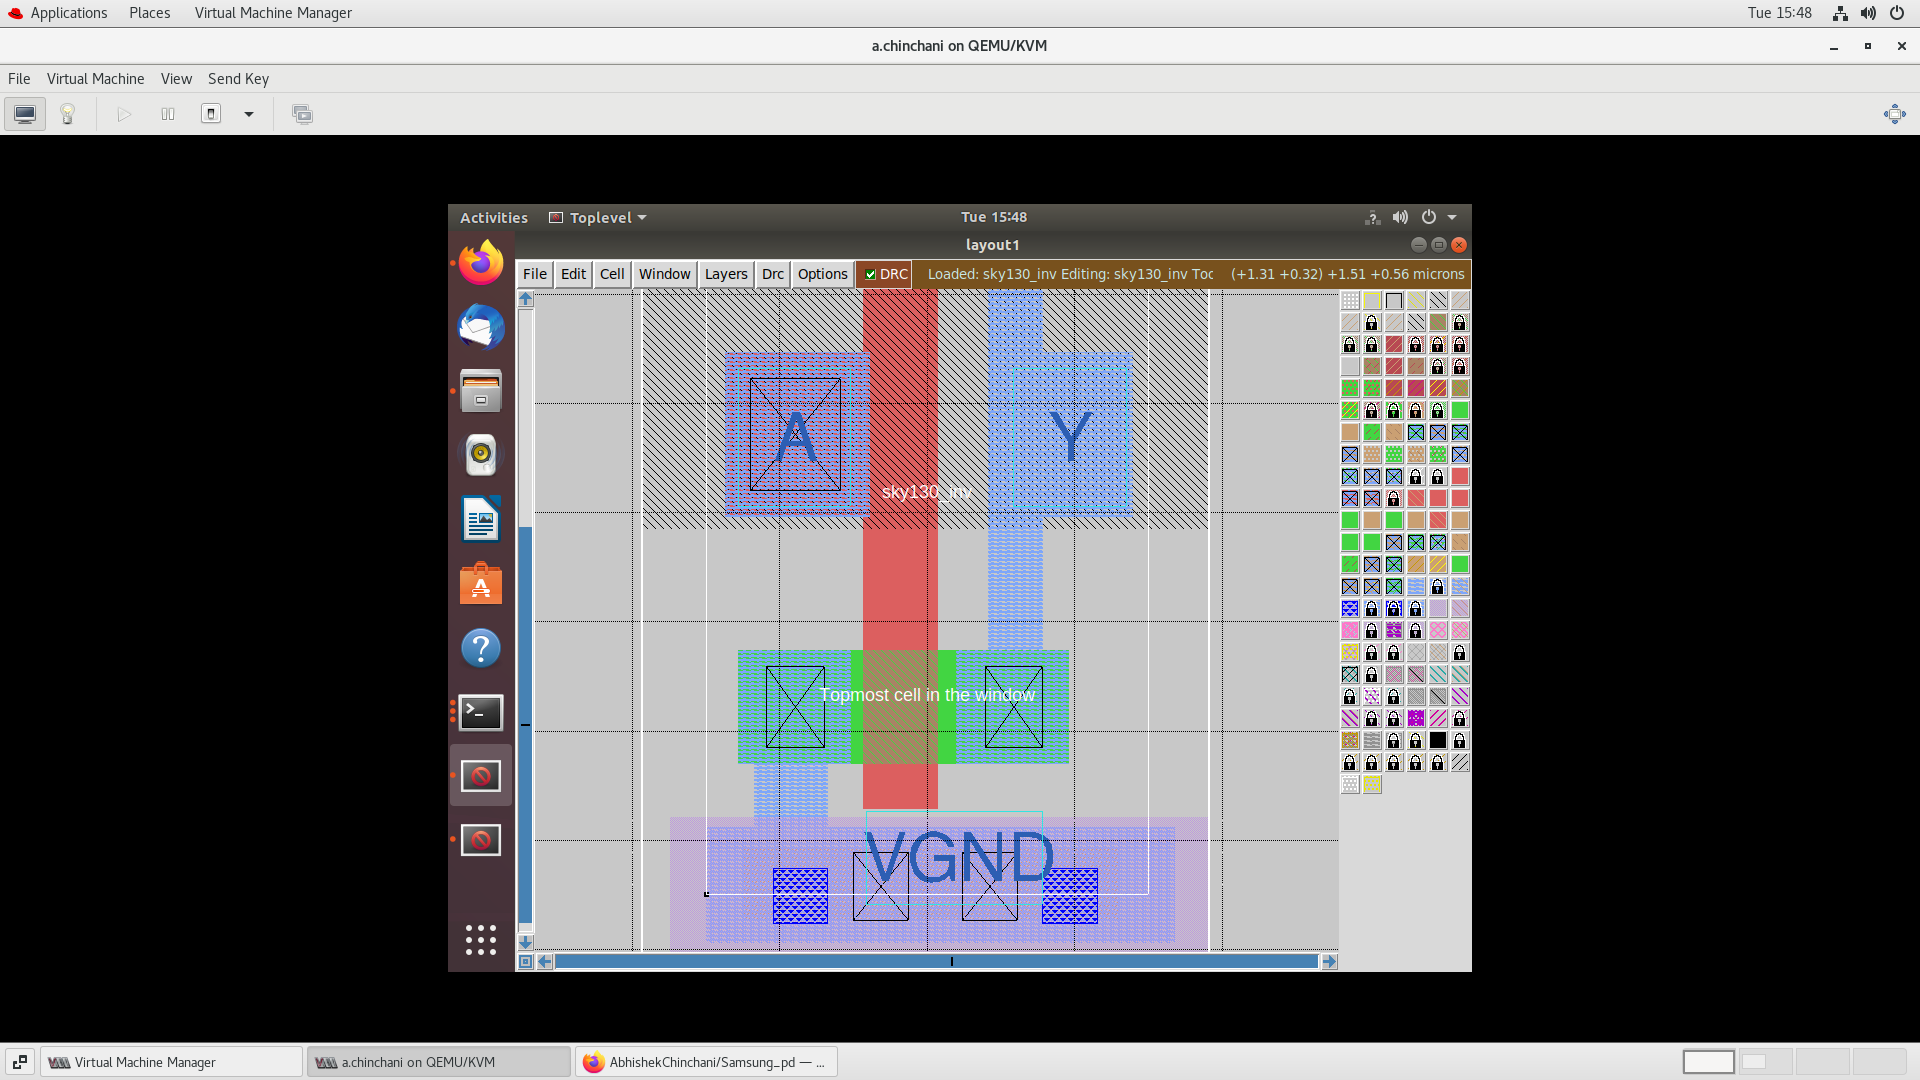 Applications Places Virtual Machine Manager Tue 15:48
a.chinchani on QEMU/KVM
File Virtual Machine View Send Key
Activities Toplevel Tue 15:48
layout1
File Edit Cell Window Layers Drc Options DRC Loaded: sky130_inv Editing: sky130_inv Toc (+1.31 +0.32) +1.51 +0.56 microns
A Y
sky130_inv
Topmost cell in the window
VGND
Virtual Machine Manager a.chinchani on QEMU/KVM AbhishekChinchani/Samsung_pd — ...